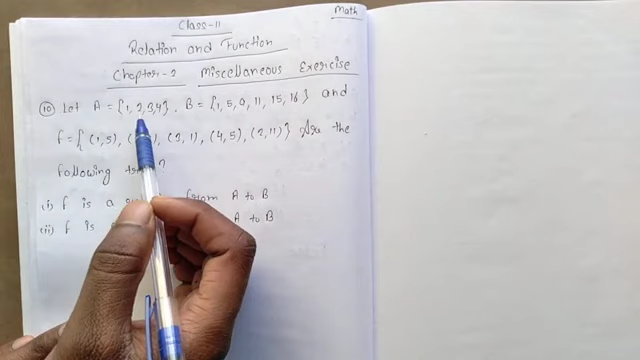 Math
Class-11
Relation and Function
Chapter-2 Miscellaneous Exercise
⑩ Let A = {1, 2, 3, 4}, B = {1, 5, 9, 11, 15, 16} and
f = {(1, 5), ( ), (3, 1), (4, 5), (2, 11)} Are the
following ?
(i) f is a from A to B
(ii) f is A to B